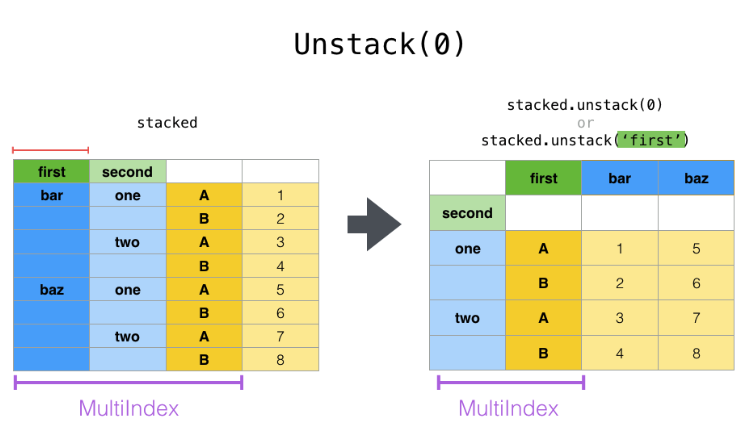 Unstack(0)
stacked
first second
bar one A 1
B 2
two A 3
B 4
baz one A 5
B 6
two A 7
B 8
MultiIndex
stacked.unstack(0)
or
stacked.unstack(‘first’)
first bar baz
second
one A 1 5
B 2 6
two A 3 7
B 4 8
MultiIndex